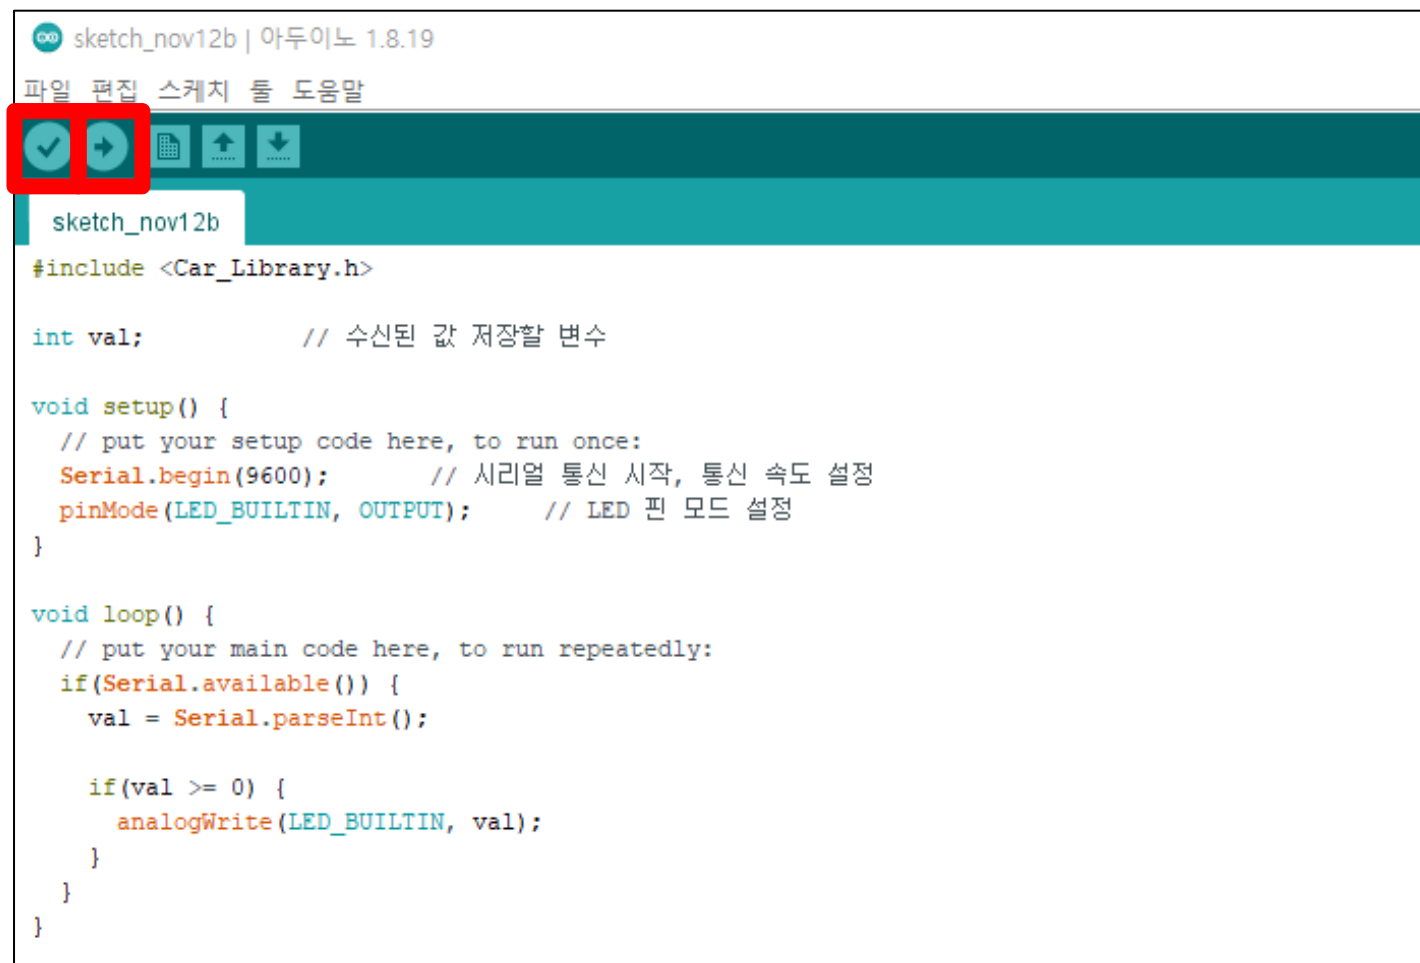 sketch_nov12b | 아두이노 1.8.19
파일 편집 스케치 툴 도움말
sketch_nov12b
#include <Car_Library.h>
int val; // 수신된 값 저장할 변수
void setup() {
// put your setup code here, to run once:
Serial.begin(9600); // 시리얼 통신 시작, 통신 속도 설정
pinMode(LED_BUILTIN, OUTPUT); // LED 핀 모드 설정
}
void loop() {
// put your main code here, to run repeatedly:
if(Serial.available()) {
val = Serial.parseInt();
if(val >= 0) {
analogWrite(LED_BUILTIN, val);
}
}
}